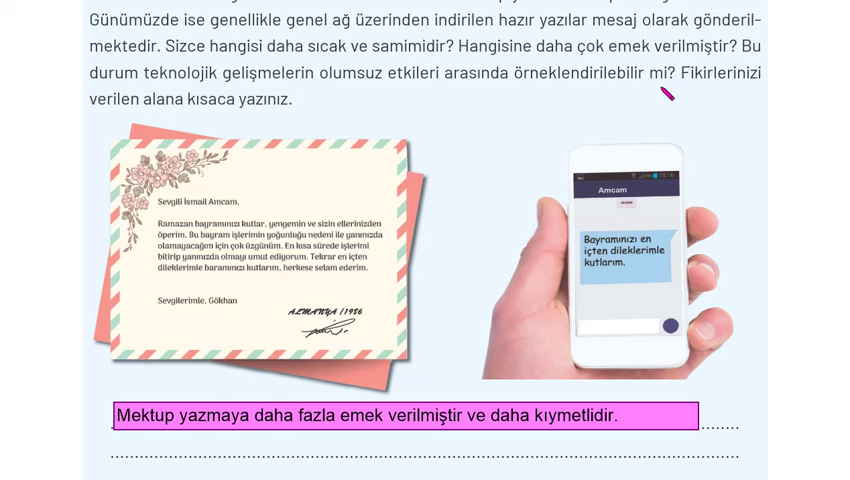 Günümüzde ise genellikle genel ağ üzerinden indirilen hazır yazılar mesaj olarak gönderil-
mektedir. Sizce hangisi daha sıcak ve samimidir? Hangisine daha çok emek verilmiştir? Bu
durum teknolojik gelişmelerin olumsuz etkileri arasında örneklendirilebilir mi? Fikirlerinizi
verilen alana kısaca yazınız.
Sevgili İsmail Amcam,
Ramazan bayramınızı kutlar, yengemin ve sizin ellerinizden
öperim. Bu bayram işlerimin yoğunluğu nedeni ile yanınızda
olamayacağım için çok üzgünüm. En kısa sürede işlerimi
bitirip yanınızda olmayı umut ediyorum. Tekrar en içten
dileklerimle baramınızı kutlarım, herkese selam ederim.
Sevgilerimle, Gökhan
ALMANYA /1986
18:16
Amcam
Bayramınızı en
içten dileklerimle
kutlarım.
Mektup yazmaya daha fazla emek verilmiştir ve daha kıymetlidir.